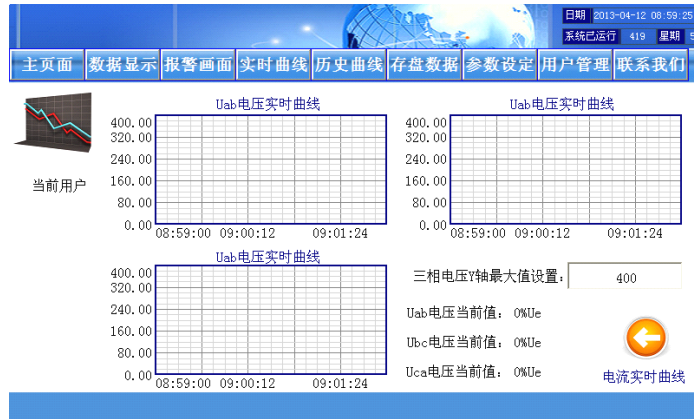 日期 2013-04-12 08:59:25
系统已运行 419 星期 5
主页面 数据显示 报警画面 实时曲线 历史曲线 存盘数据 参数设定 用户管理 联系我们
当前用户
Uab电压实时曲线
400.00
320.00
240.00
160.00
80.00
0.00
08:59:00 09:00:12 09:01:24
Uab电压实时曲线
400.00
320.00
240.00
160.00
80.00
0.00
08:59:00 09:00:12 09:01:24
Uab电压实时曲线
400.00
320.00
240.00
160.00
80.00
0.00
08:59:00 09:00:12 09:01:24
三相电压Y轴最大值设置: 400
Uab电压当前值: 0%Ue
Ubc电压当前值: 0%Ue
Uca电压当前值: 0%Ue
电流实时曲线